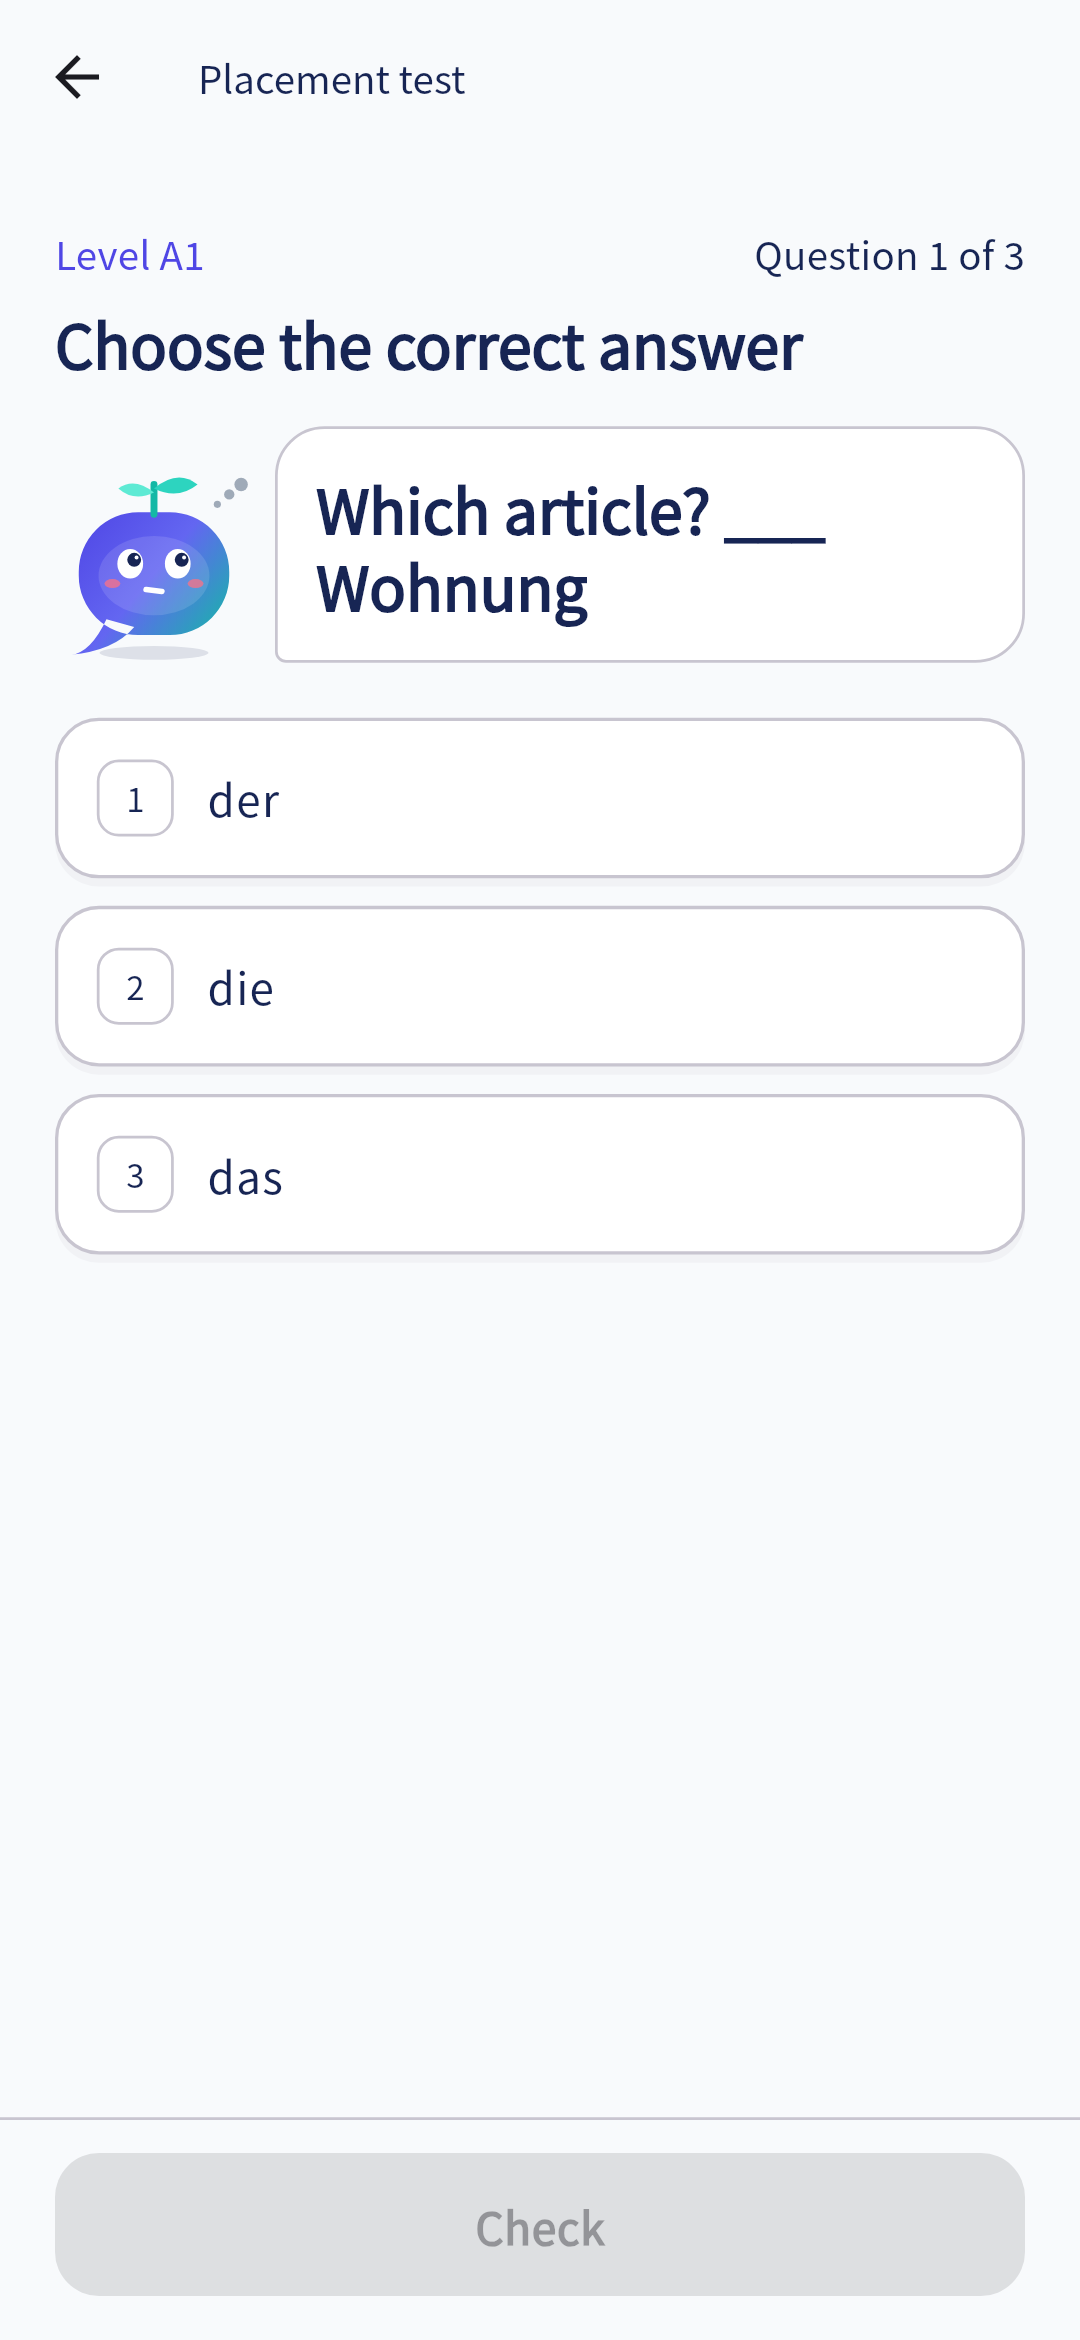 Placement test
Level A1
Question 1 of 3
Choose the correct answer
Which article? ___
Wohnung
1 der
2 die
3 das
Check